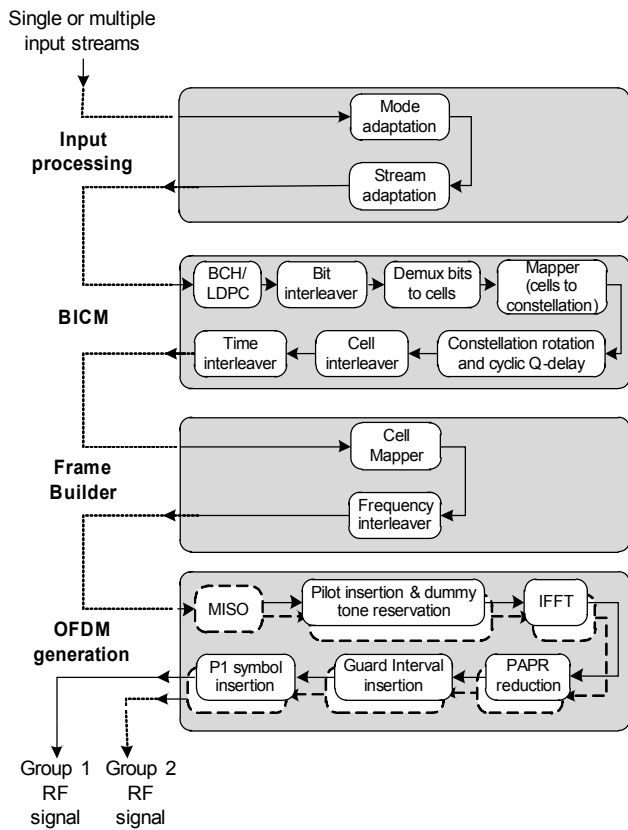 Single or multiple
input streams
Input
processing
Mode
adaptation
Stream
adaptation
BICM
BCH/
LDPC
Bit
interleaver
Demux bits
to cells
Mapper
(cells to
constellation)
Time
interleaver
Cell
interleaver
Constellation rotation
and cyclic Q-delay
Frame
Builder
Cell
Mapper
Frequency
interleaver
OFDM
generation
MISO
Pilot insertion & dummy
tone reservation
IFFT
P1 symbol
insertion
Guard Interval
insertion
PAPR
reduction
Group 1
RF
signal
Group 2
RF
signal